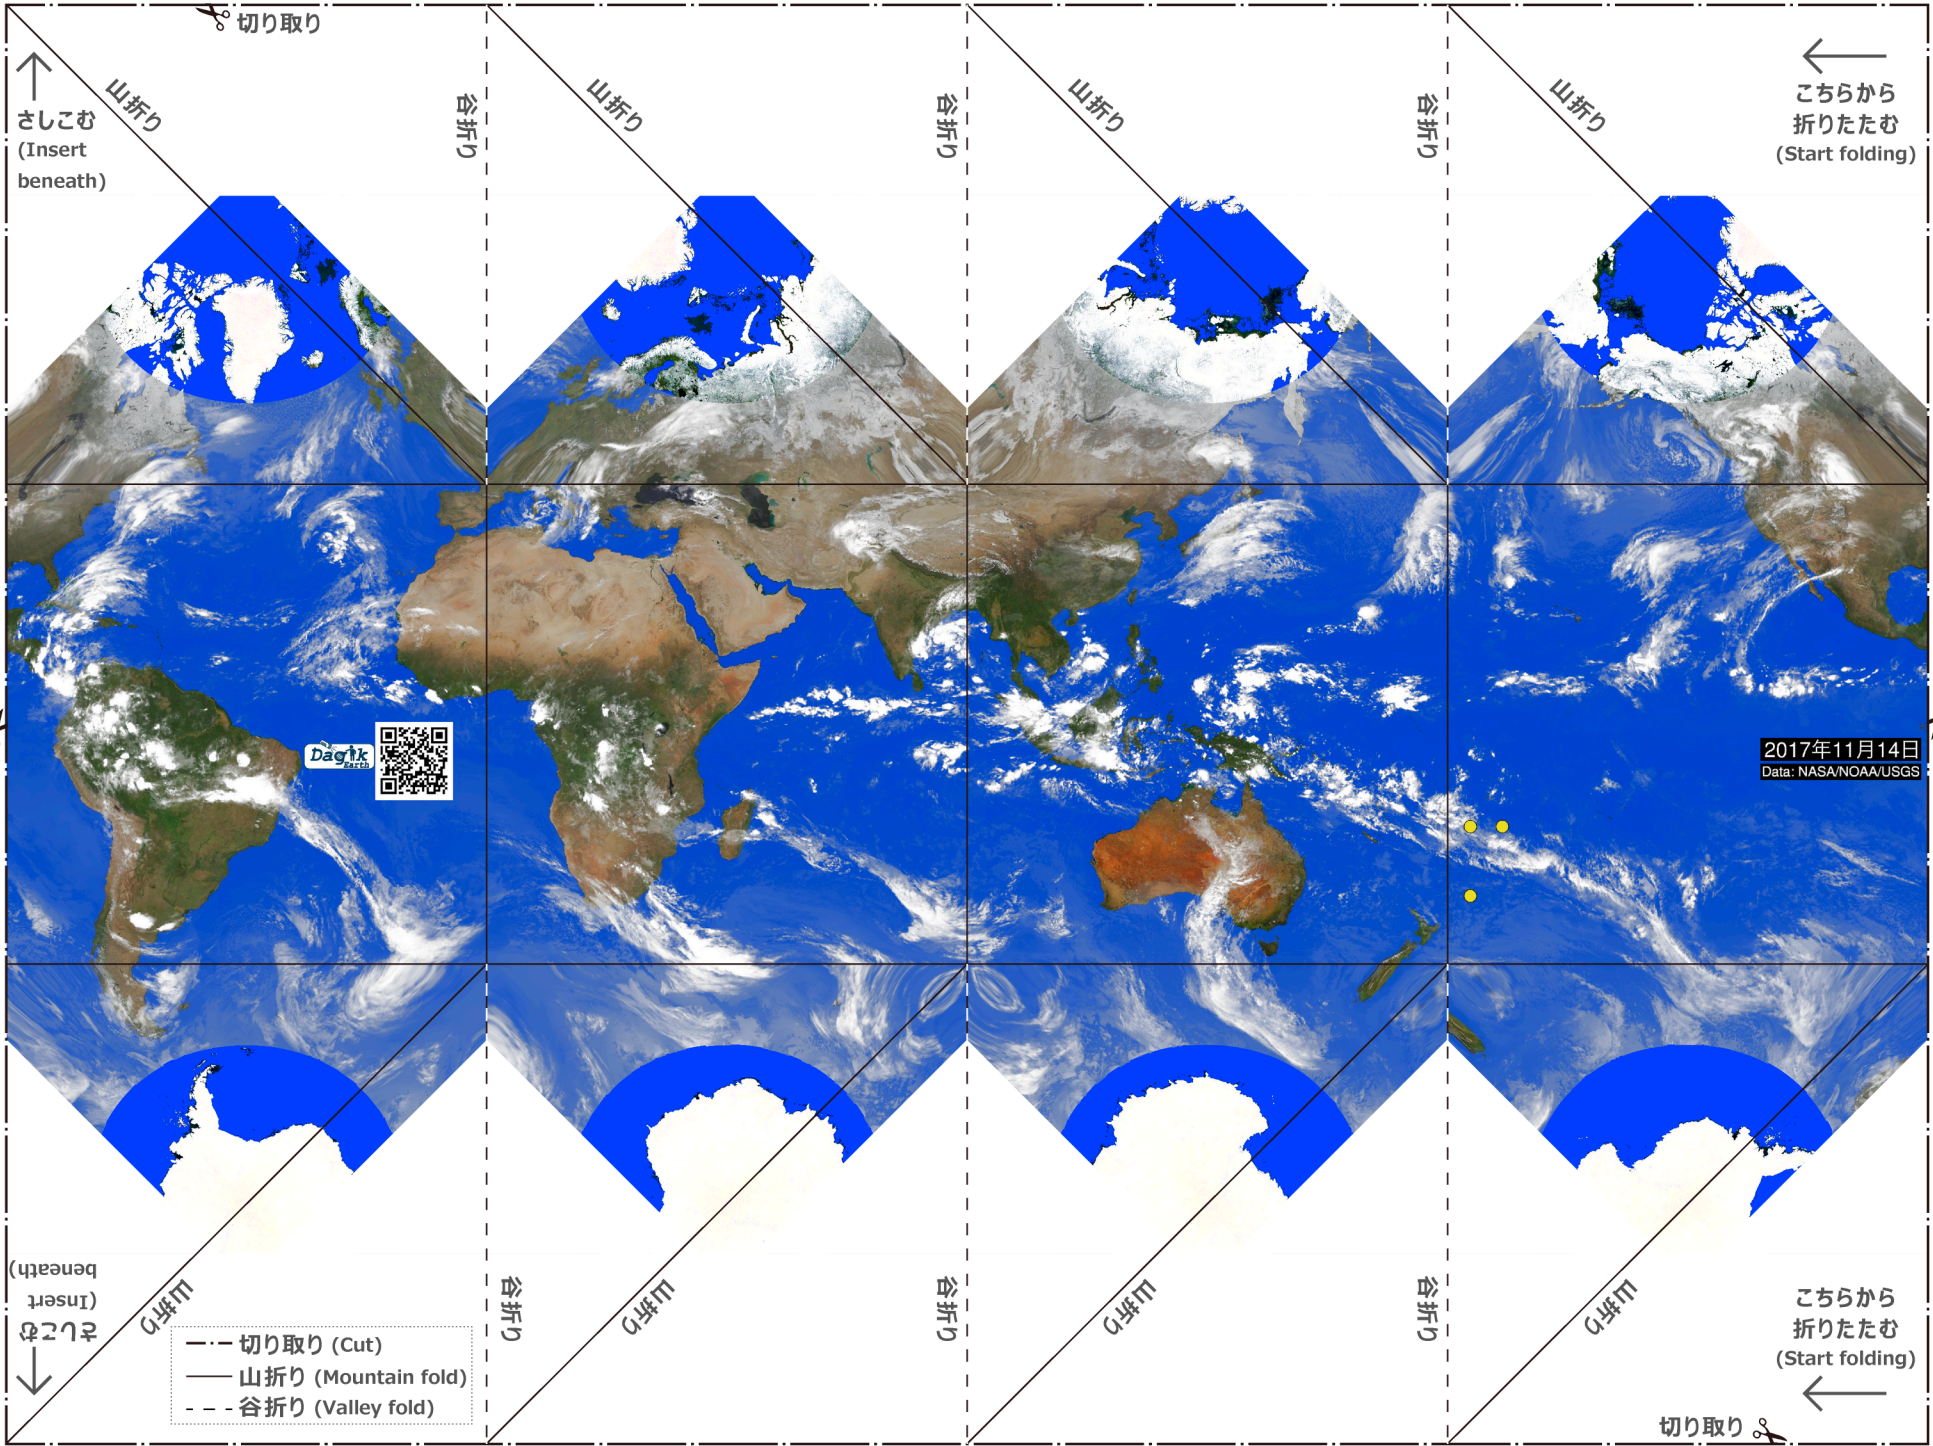 切り取り
山折り
谷折り
山折り
谷折り
山折り
谷折り
山折り
さしこむ
(Insert
beneath)
こちらから
折りたたむ
(Start folding)
Dagik
Earth
2017年11月14日
Data: NASA/NOAA/USGS
さしこむ
(Insert
beneath)
山折り
谷折り
山折り
谷折り
山折り
谷折り
山折り
切り取り (Cut)
山折り (Mountain fold)
谷折り (Valley fold)
こちらから
折りたたむ
(Start folding)
切り取り